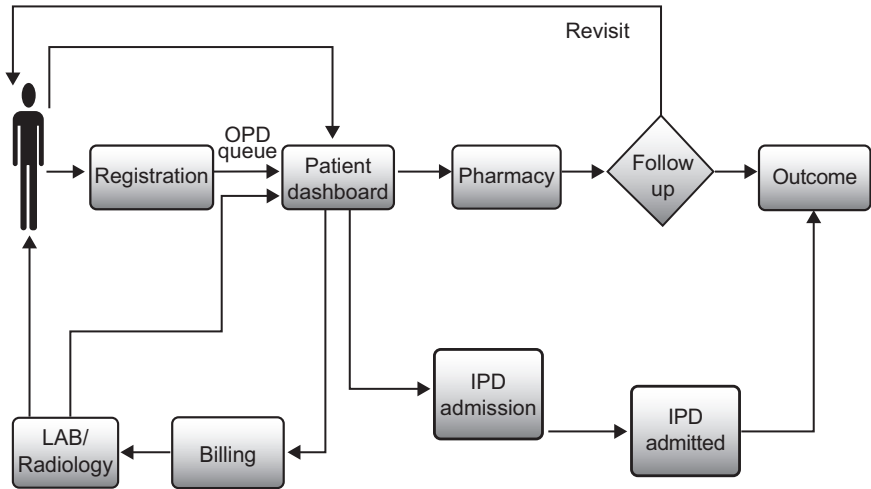 Revisit
OPD
queue
Registration
Patient
dashboard
Pharmacy
Follow
up
Outcome
IPD
admission
IPD
admitted
LAB/
Radiology
Billing